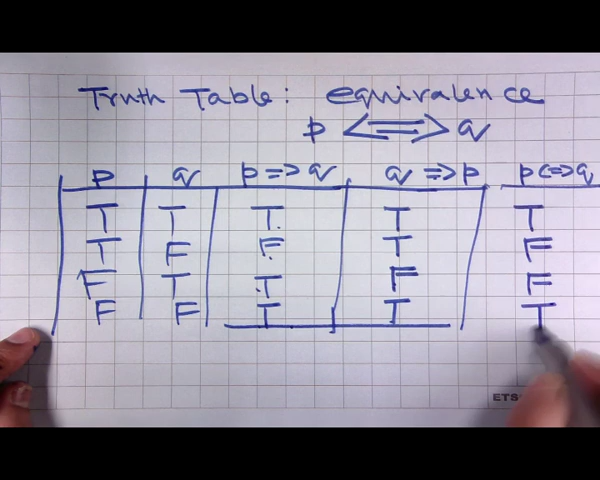 Truth Table: equivalence
p <=> q
p q p => q q => p p <=> q
T T T T T
T F F T F
F T T F F
F F T T T
ETS